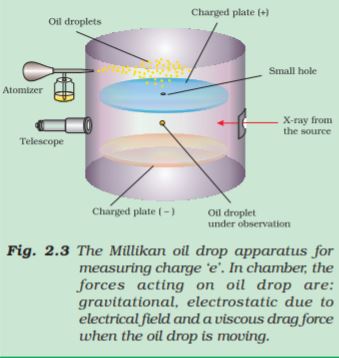 Oil droplets
Charged plate (+)
Small hole
Atomizer
X-ray from
the source
Telescope
Charged plate ( – )
Oil droplet
under observation
Fig. 2.3 The Millikan oil drop apparatus for
measuring charge ‘e’. In chamber, the
forces acting on oil drop are:
gravitational, electrostatic due to
electrical field and a viscous drag force
when the oil drop is moving.